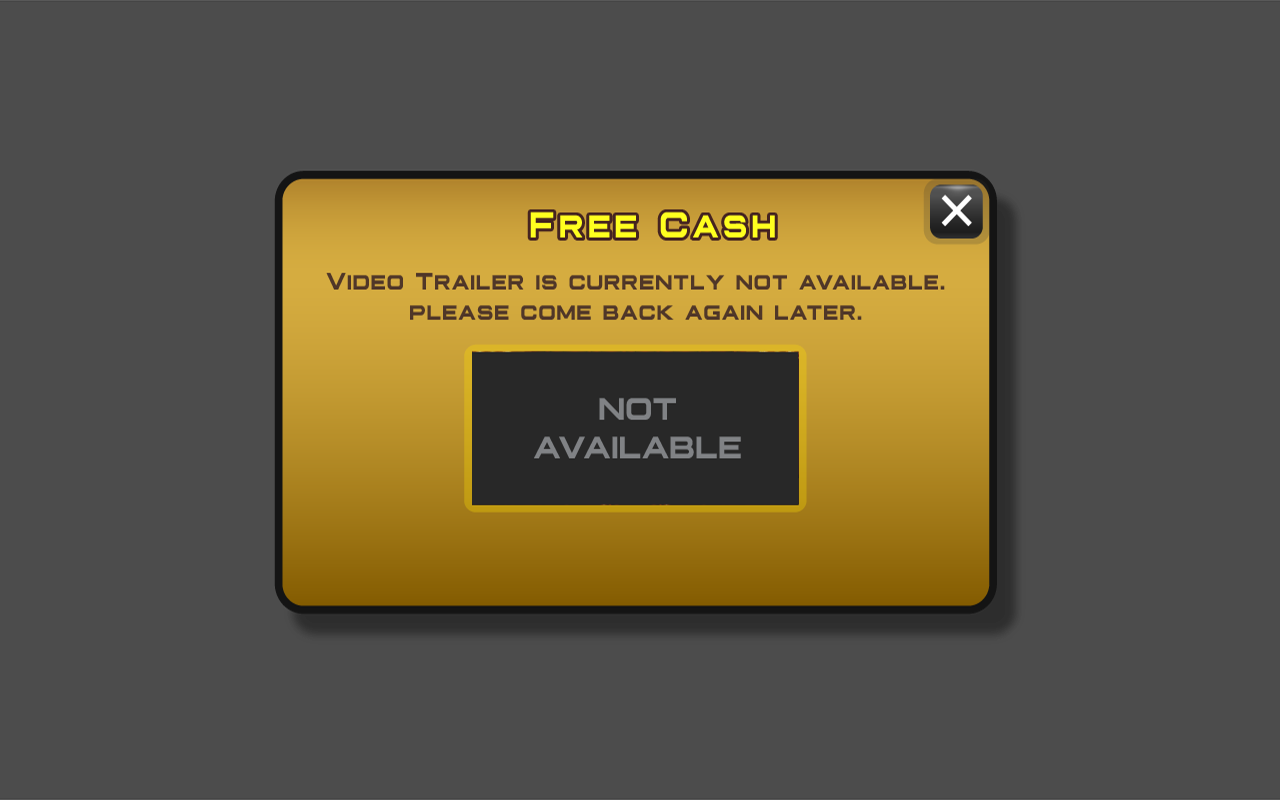 Free Cash
Video Trailer is currently not available.
please come back again later.
NOT
AVAILABLE